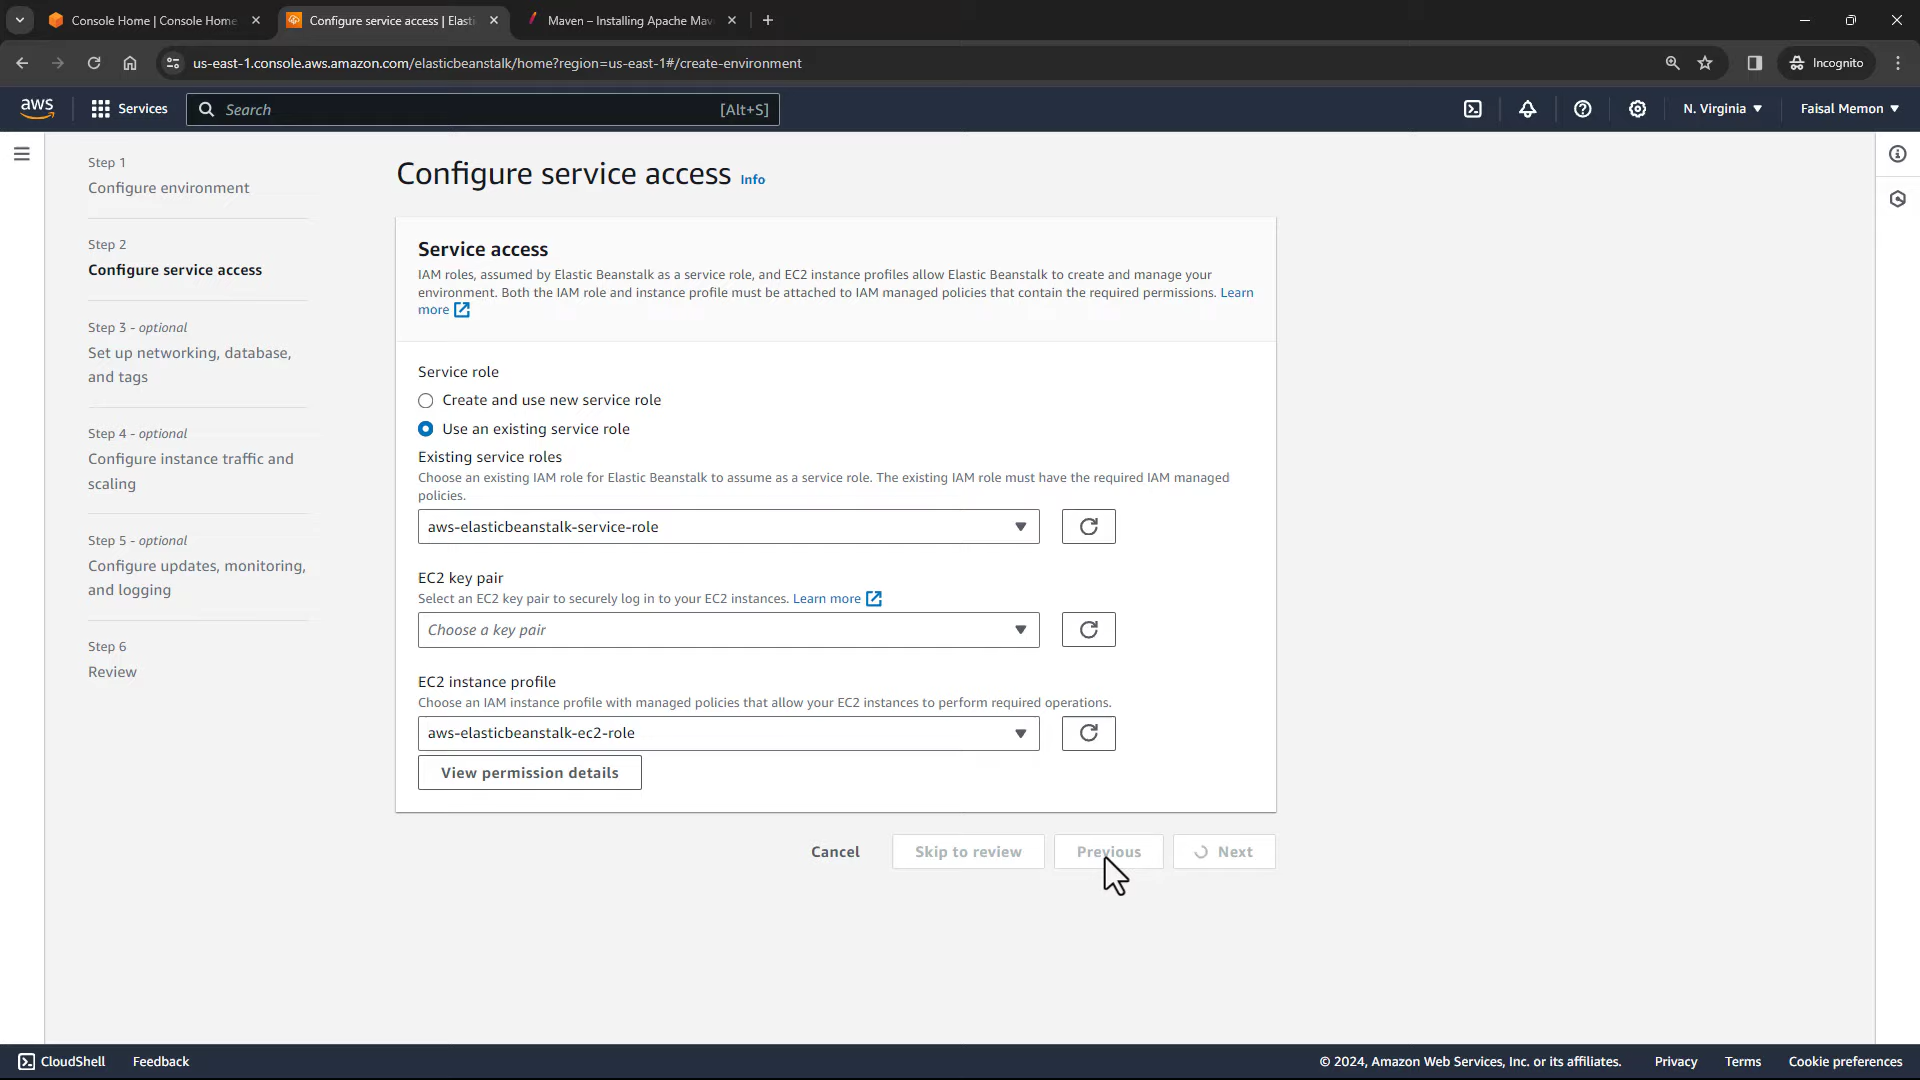 Console Home | Console Home
Configure service access | Elasti
Maven – Installing Apache Mav
us-east-1.console.aws.amazon.com/elasticbeanstalk/home?region=us-east-1#/create-environment
Incognito
aws
Services
Search
[Alt+S]
N. Virginia
Faisal Memon
Step 1
Configure environment
Step 2
Configure service access
Step 3 - optional
Set up networking, database,
and tags
Step 4 - optional
Configure instance traffic and
scaling
Step 5 - optional
Configure updates, monitoring,
and logging
Step 6
Review
Configure service access Info
Service access
IAM roles, assumed by Elastic Beanstalk as a service role, and EC2 instance profiles allow Elastic Beanstalk to create and manage your
environment. Both the IAM role and instance profile must be attached to IAM managed policies that contain the required permissions. Learn
more
Service role
Create and use new service role
Use an existing service role
Existing service roles
Choose an existing IAM role for Elastic Beanstalk to assume as a service role. The existing IAM role must have the required IAM managed
policies.
aws-elasticbeanstalk-service-role
EC2 key pair
Select an EC2 key pair to securely log in to your EC2 instances. Learn more
Choose a key pair
EC2 instance profile
Choose an IAM instance profile with managed policies that allow your EC2 instances to perform required operations.
aws-elasticbeanstalk-ec2-role
View permission details
Cancel
Skip to review
Previous
Next
CloudShell
Feedback
© 2024, Amazon Web Services, Inc. or its affiliates.
Privacy
Terms
Cookie preferences